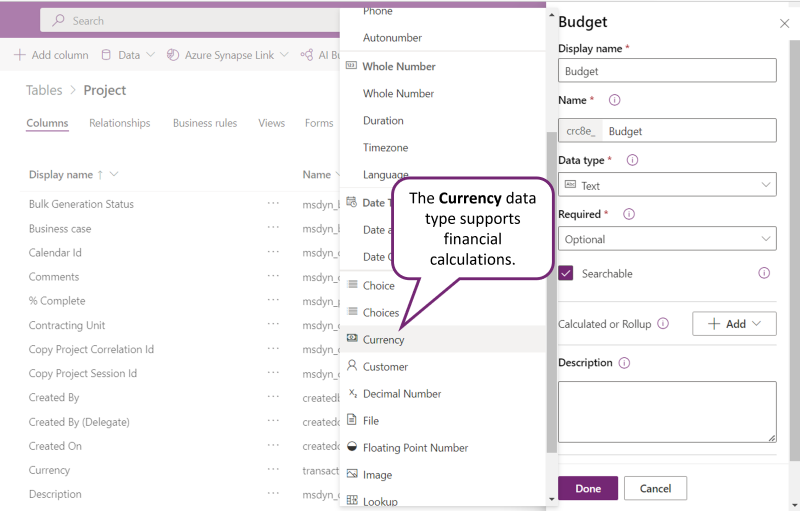 Search
Add column
Data
Azure Synapse Link
Tables > Project
Columns
Relationships
Business rules
Views
Forms
Display name ↑
Name
Bulk Generation Status ··· msdyn_
Business case ··· msdyn_
Calendar Id ··· msdyn_
Comments ··· msdyn_
% Complete ··· msdyn_
Contracting Unit ··· msdyn_
Copy Project Correlation Id ··· msdyn_
Copy Project Session Id ··· msdyn_
Created By ··· created
Created By (Delegate) ··· created
Created On ··· created
Currency ··· transact
Description ··· msdyn_
Phone
Autonumber
Whole Number
Whole Number
Duration
Timezone
Language
Date
Date
Date
Choice
Choices
Currency
Customer
Decimal Number
File
Floating Point Number
Image
Lookup
The Currency data
type supports
financial
calculations.
Budget
Display name *
Budget
Name *
crc8e_ Budget
Data type *
Abc Text
Required *
Optional
Searchable
Calculated or Rollup
+ Add
Description
Done
Cancel